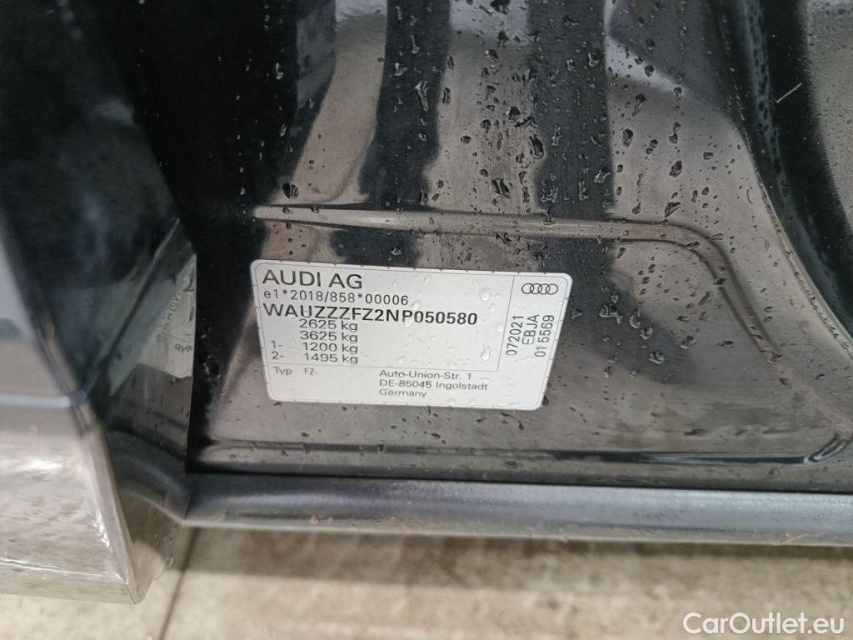 AUDI AG
e1*2018/858*00006
WAUZZZFZ2NP050580
2625 kg
3625 kg
1- 1200 kg
2- 1495 kg
Typ FZ-
Auto-Union-Str. 1
DE-85045 Ingolstadt
Germany
072021
EBJA
015569
CarOutlet.eu